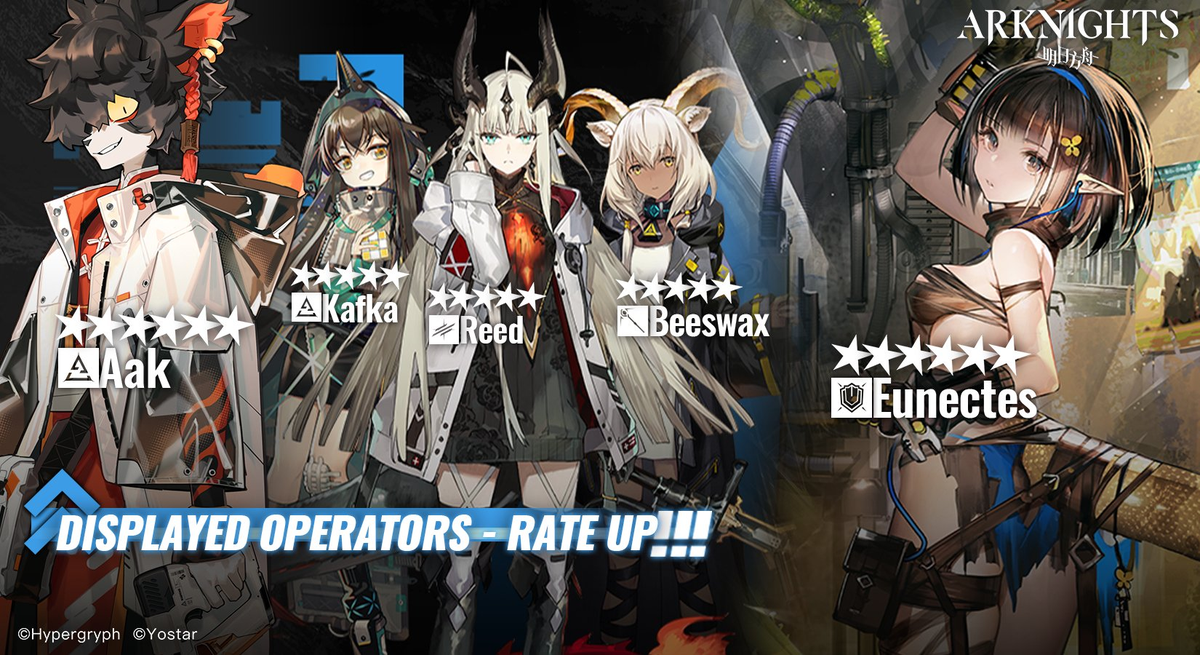 ARKNIGHTS
明日方舟
★★★★★★
Aak
★★★★★
Kafka
★★★★★
Reed
★★★★★
Beeswax
★★★★★★
Eunectes
DISPLAYED OPERATORS - RATE UP!!!
©Hypergryph ©Yostar